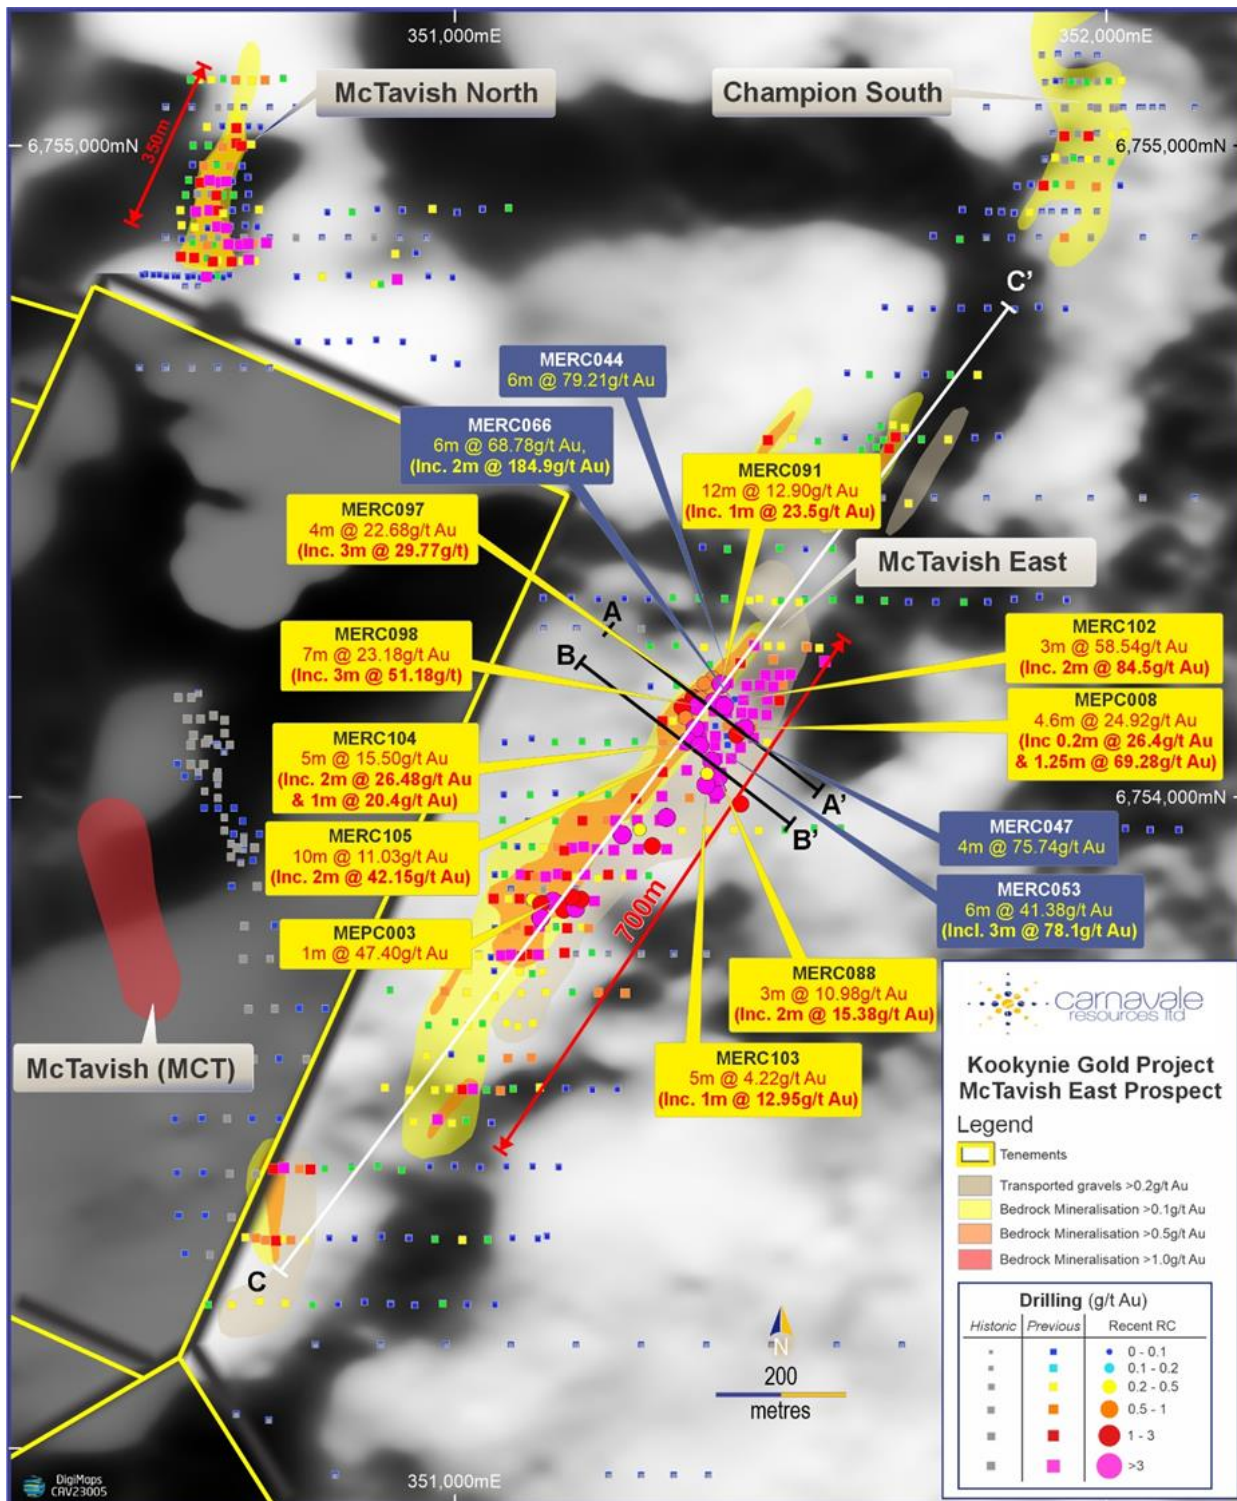 351,000mE
352,000mE
McTavish North
Champion South
350m
6,755,000mN
6,755,000mN
C'
MERC044
6m @ 79.21g/t Au
MERC066
6m @ 68.78g/t Au,
(Inc. 2m @ 184.9g/t Au)
MERC091
12m @ 12.90g/t Au
(Inc. 1m @ 23.5g/t Au)
MERC097
4m @ 22.68g/t Au
(Inc. 3m @ 29.77g/t)
McTavish East
A
MERC098
7m @ 23.18g/t Au
(Inc. 3m @ 51.18g/t)
B
MERC102
3m @ 58.54g/t Au
(Inc. 2m @ 84.5g/t Au)
MEPC008
4.6m @ 24.92g/t Au
(Inc 0.2m @ 26.4g/t Au
& 1.25m @ 69.28g/t Au)
MERC104
5m @ 15.50g/t Au
(Inc. 2m @ 26.48g/t Au
& 1m @ 20.4g/t Au)
A'
6,754,000mN
B'
MERC047
4m @ 75.74g/t Au
MERC105
10m @ 11.03g/t Au
(Inc. 2m @ 42.15g/t Au)
MERC053
6m @ 41.38g/t Au
(Incl. 3m @ 78.1g/t Au)
700m
MEPC003
1m @ 47.40g/t Au
MERC088
3m @ 10.98g/t Au
(Inc. 2m @ 15.38g/t Au)
MERC103
5m @ 4.22g/t Au
(Inc. 1m @ 12.95g/t Au)
McTavish (MCT)
C
carnavale
resources ltd
Kookynie Gold Project
McTavish East Prospect
Legend
Tenements
Transported gravels >0.2g/t Au
Bedrock Mineralisation >0.1g/t Au
Bedrock Mineralisation >0.5g/t Au
Bedrock Mineralisation >1.0g/t Au
Drilling (g/t Au)
Historic Previous Recent RC
0 - 0.1
0.1 - 0.2
0.2 - 0.5
0.5 - 1
1 - 3
>3
N
200
metres
351,000mE
DigiMaps
CRV23005